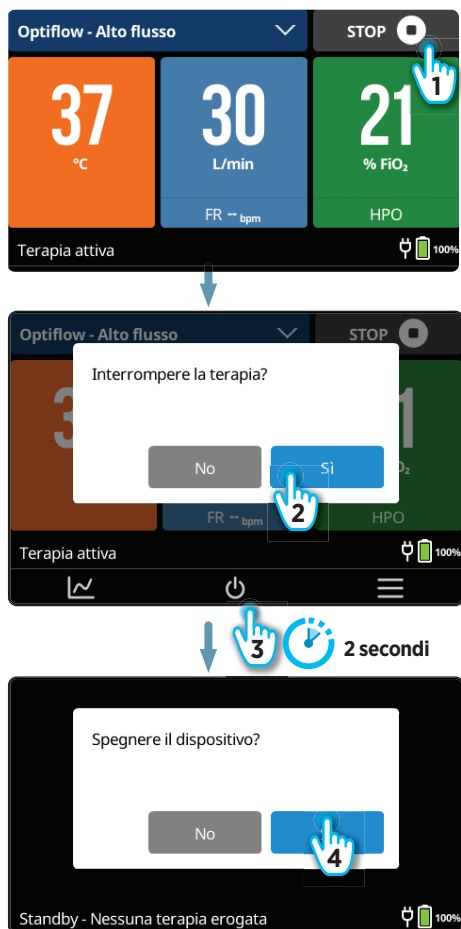 Optiflow - Alto flusso STOP
1
37 30 21
°C L/min % FiO₂
FR -- bpm HPO
Terapia attiva 100%
Optiflow - Alto flusso STOP
Interrompere la terapia?
No Sì
2
FR -- bpm HPO
Terapia attiva 100%
3 2 secondi
Spegnere il dispositivo?
No
4
Standby - Nessuna terapia erogata 100%